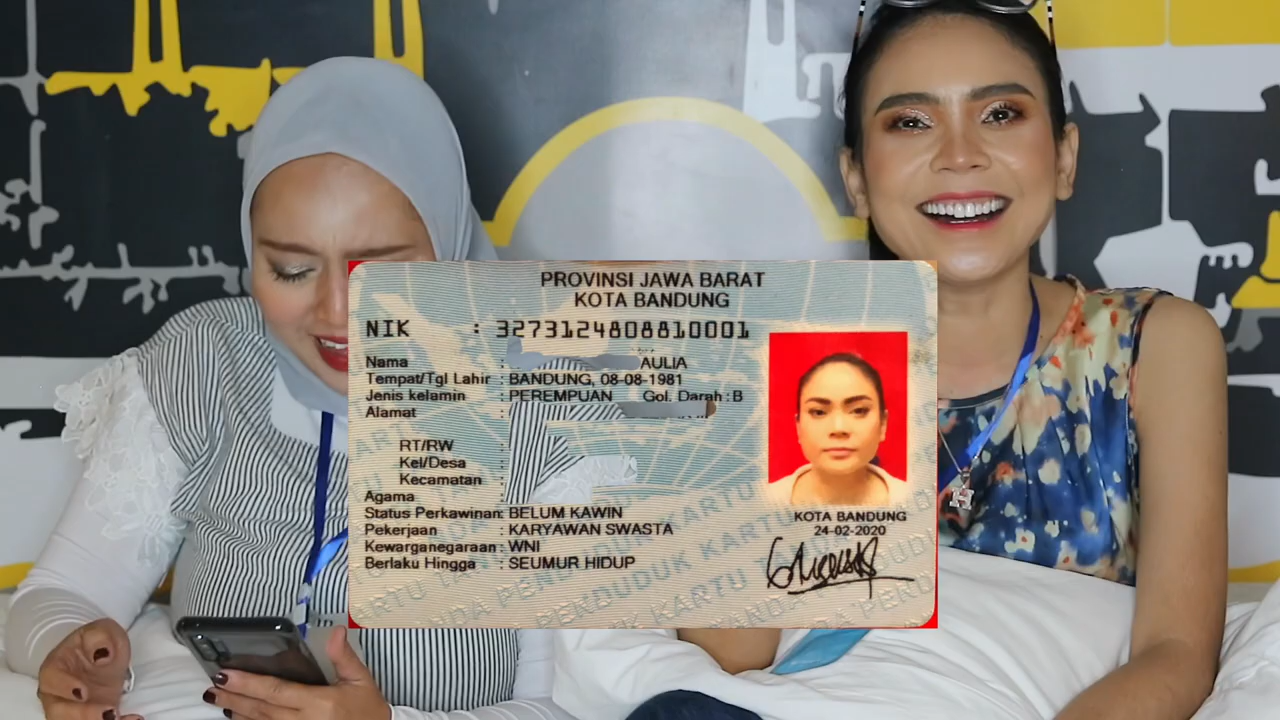 PROVINSI JAWA BARAT
KOTA BANDUNG
NIK : 3273124808810001
Nama : AULIA
Tempat/Tgl Lahir : BANDUNG, 08-08-1981
Jenis kelamin : PEREMPUAN Gol. Darah : B
Alamat :
RT/RW :
Kel/Desa :
Kecamatan :
Agama :
Status Perkawinan: BELUM KAWIN
Pekerjaan : KARYAWAN SWASTA
Kewarganegaraan : WNI
Berlaku Hingga : SEUMUR HIDUP
KOTA BANDUNG
24-02-2020